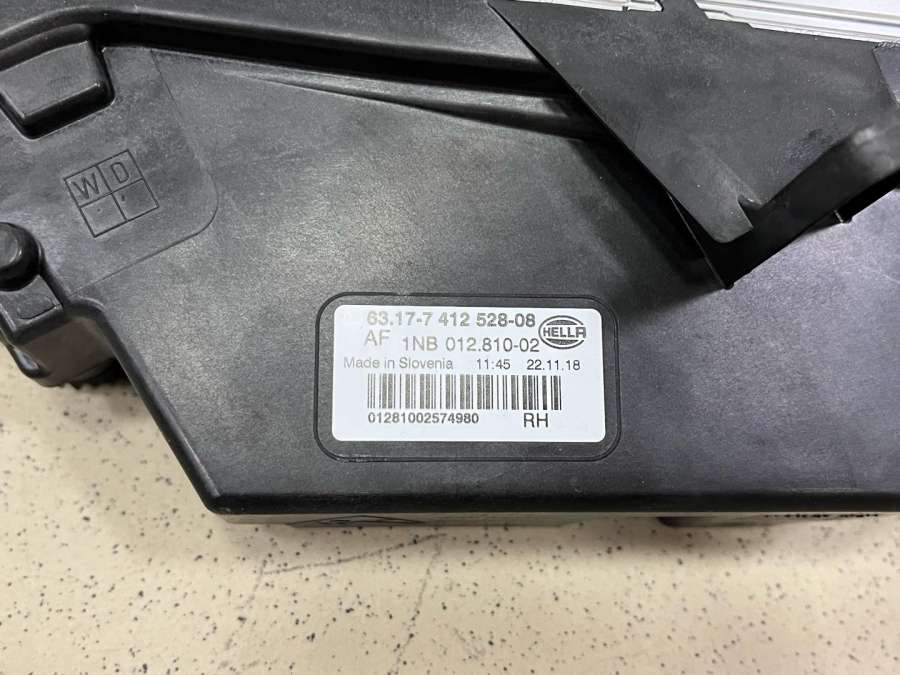 WD
63.17-7 412 528-08
AF 1NB 012.810-02 HELLA
Made in Slovenia 11:45 22.11.18
01281002574980 RH